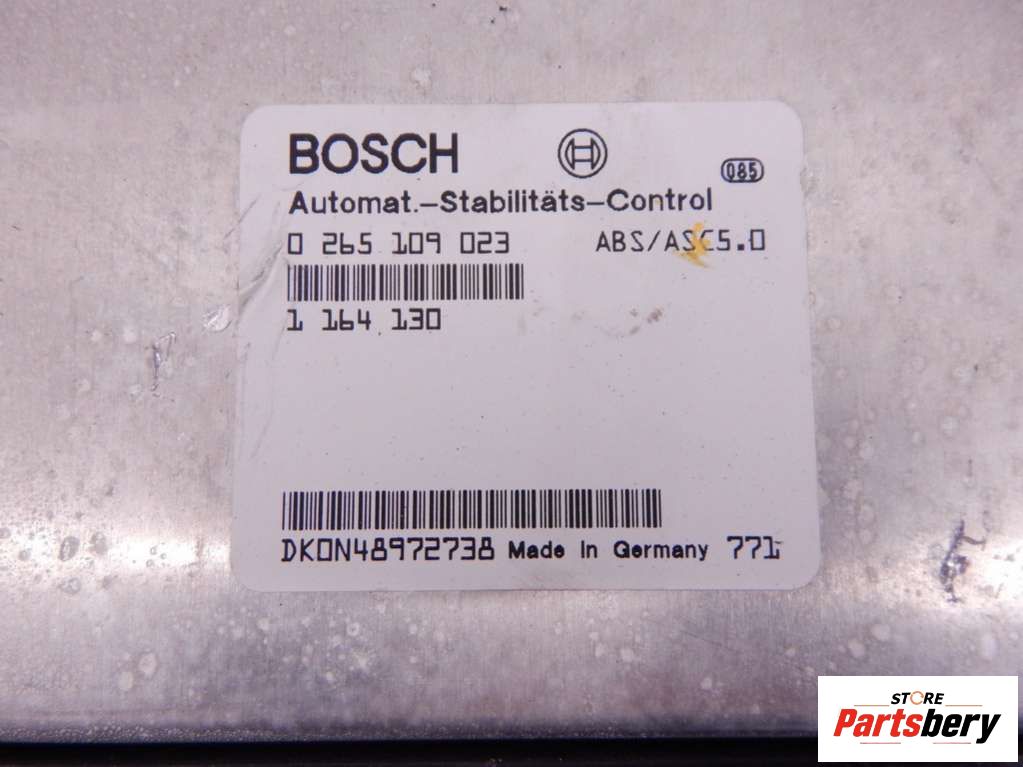 BOSCH
085
Automat.-Stabilitäts-Control
0 265 109 023 ABS/ASC5.0
1 164 130
DK0N48972738 Made in Germany 771
STORE
Partsbery